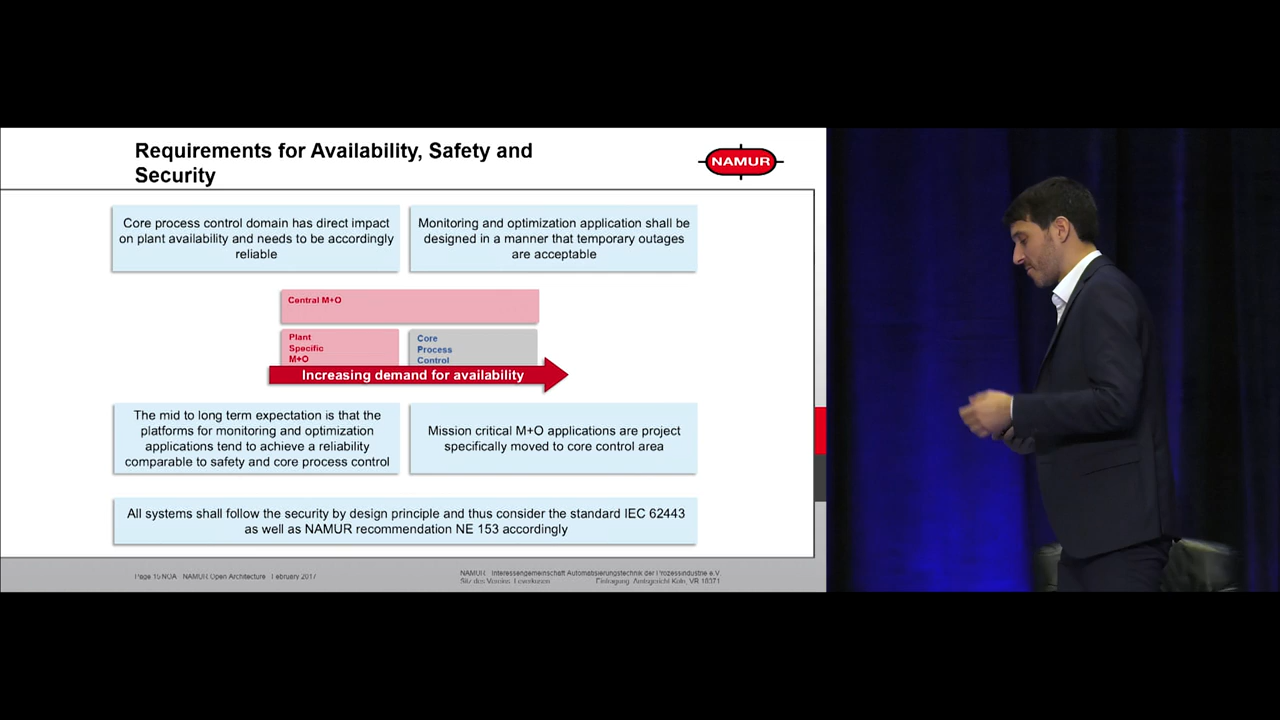 Requirements for Availability, Safety and
Security
NAMUR
Core process control domain has direct impact
on plant availability and needs to be accordingly
reliable
Monitoring and optimization application shall be
designed in a manner that temporary outages
are acceptable
Central M+O
Plant
Specific
M+O
Core
Process
Control
Increasing demand for availability
The mid to long term expectation is that the
platforms for monitoring and optimization
applications tend to achieve a reliability
comparable to safety and core process control
Mission critical M+O applications are project
specifically moved to core control area
All systems shall follow the security by design principle and thus consider the standard IEC 62443
as well as NAMUR recommendation NE 153 accordingly
Page 15 NOA NAMUR Open Architecture February 2017
NAMUR Interessengemeinschaft Automatisierungstechnik der Prozessindustrie e.V.
Sitz des Vereins Leverkusen Eintragung Amtsgericht Köln, VR